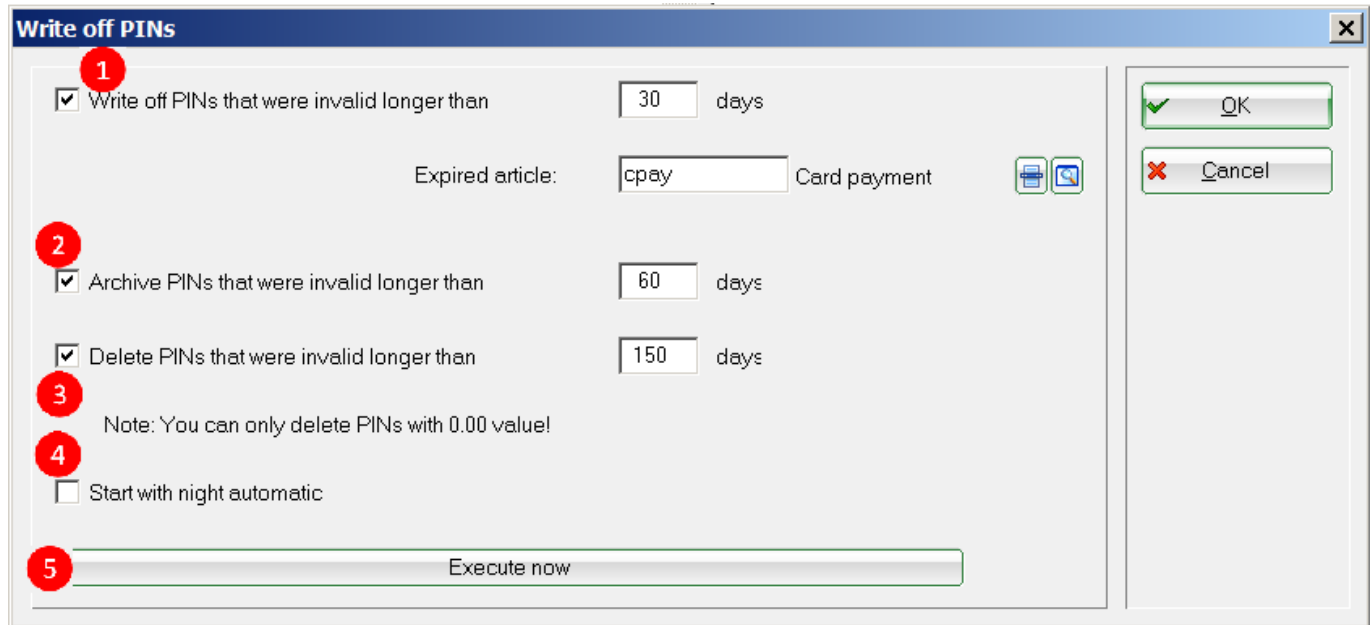 Write off PINs
1
Write off PINs that were invalid longer than 30 days
OK
Expired article: cpay Card payment
Cancel
2
Archive PINs that were invalid longer than 60 days
Delete PINs that were invalid longer than 150 days
3
Note: You can only delete PINs with 0.00 value!
4
Start with night automatic
5 Execute now